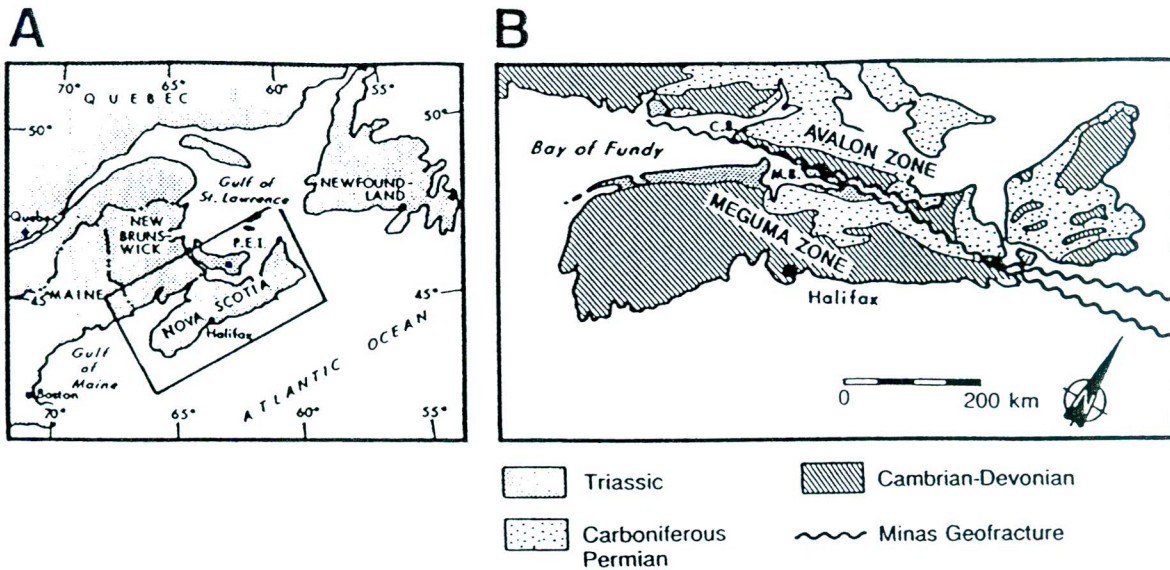 A
70°
65°
60°
QUEBEC
50°
50°
Gulf of
St. Lawrence
NEWFOUND-
LAND
Quebec
NEW
BRUNS-
WICK
P.E.I.
MAINE
45
45°
NOVA SCOTIA
Halifax
Gulf
of
Maine
ATLANTIC OCEAN
Boston
70°
65°
60°
55°
B
C.B.
AVALON ZONE
Bay of Fundy
M.B.
MEGUMA ZONE
Halifax
0
200 km
N
Triassic
Cambrian-Devonian
Carboniferous
Permian
Minas Geofracture